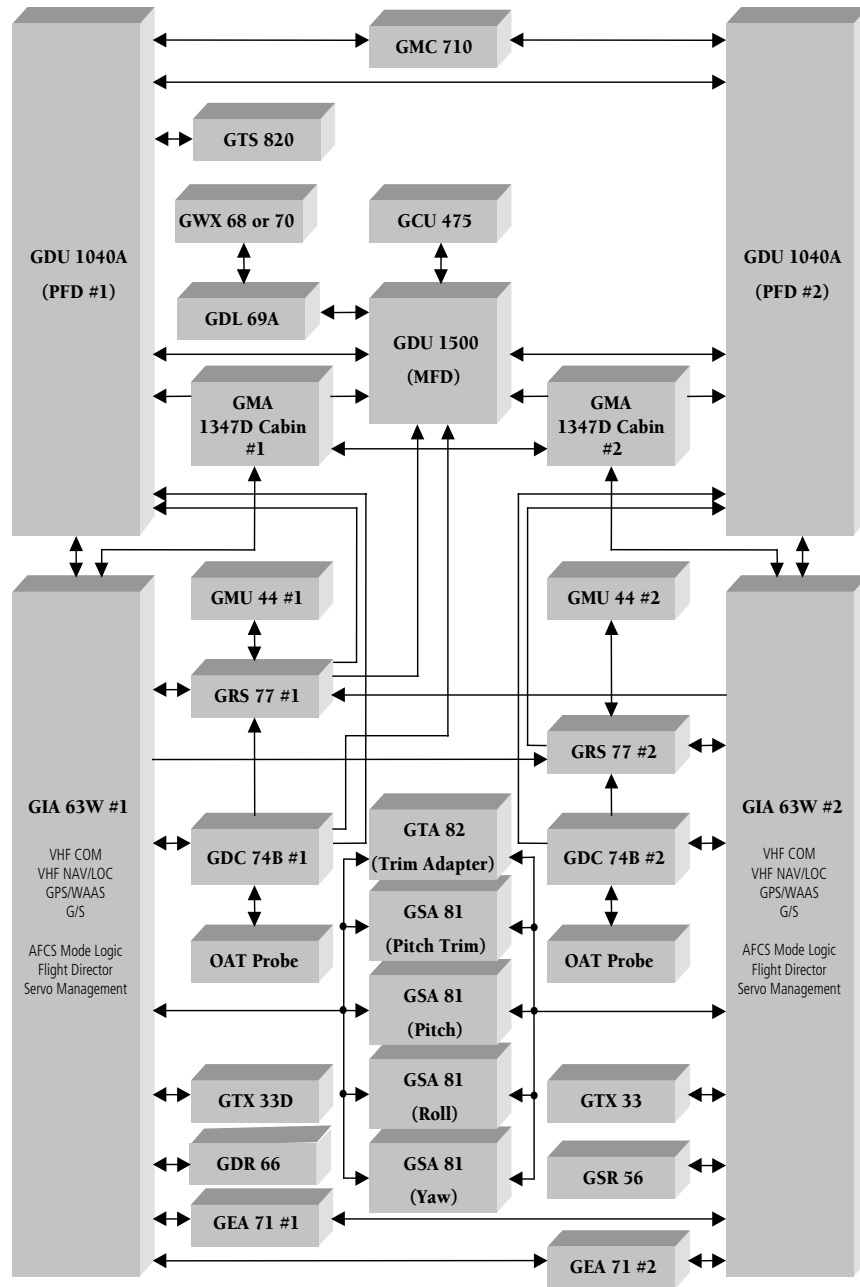 GMC 710
GTS 820
GWX 68 or 70
GCU 475
GDU 1040A
(PFD #1)
GDU 1040A
(PFD #2)
GDL 69A
GDU 1500
(MFD)
GMA
1347D Cabin
#1
GMA
1347D Cabin
#2
GMU 44 #1
GMU 44 #2
GRS 77 #1
GRS 77 #2
GIA 63W #1
VHF COM
VHF NAV/LOC
GPS/WAAS
G/S
AFCS Mode Logic
Flight Director
Servo Management
GIA 63W #2
VHF COM
VHF NAV/LOC
GPS/WAAS
G/S
AFCS Mode Logic
Flight Director
Servo Management
GDC 74B #1
GTA 82
(Trim Adapter)
GDC 74B #2
GSA 81
(Pitch Trim)
OAT Probe
OAT Probe
GSA 81
(Pitch)
GTX 33D
GSA 81
(Roll)
GTX 33
GDR 66
GSA 81
(Yaw)
GSR 56
GEA 71 #1
GEA 71 #2